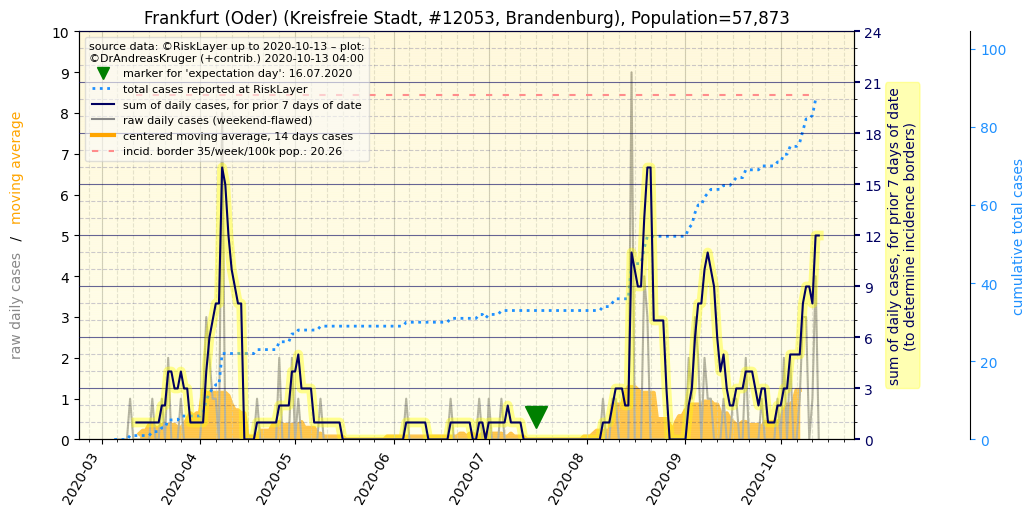 Frankfurt (Oder) (Kreisfreie Stadt, #12053, Brandenburg), Population=57,873
source data: ©RiskLayer up to 2020-10-13 – plot:
©DrAndreasKruger (+contrib.) 2020-10-13 04:00
marker for 'expectation day': 16.07.2020
total cases reported at RiskLayer
sum of daily cases, for prior 7 days of date
raw daily cases (weekend-flawed)
centered moving average, 14 days cases
incid. border 35/week/100k pop.: 20.26
raw daily cases / moving average
10
9
8
7
6
5
4
3
2
1
0
24
21
18
15
12
9
6
3
0
sum of daily cases, for prior 7 days of date
(to determine incidence borders)
100
80
60
40
20
0
cumulative total cases
2020-03
2020-04
2020-05
2020-06
2020-07
2020-08
2020-09
2020-10